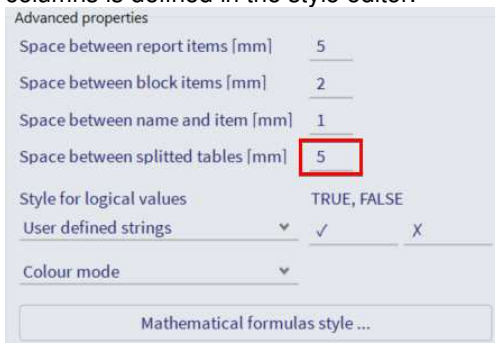 columns is defined in the style editor.
Advanced properties
Space between report items [mm] 5
Space between block items [mm] 2
Space between name and item [mm] 1
Space between splitted tables [mm] 5
Style for logical values TRUE, FALSE
User defined strings ✓ X
Colour mode
Mathematical formulas style ...